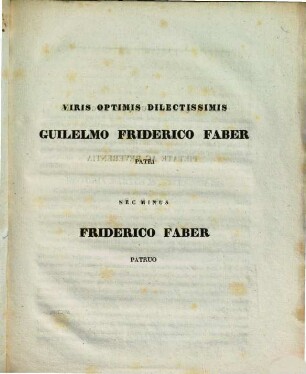 VIRIS OPTIMIS DILECTISSIMIS
GUILELMO FRIDERICO FABER
PATRI
NEC MINUS
FRIDERICO FABER
PATRUO